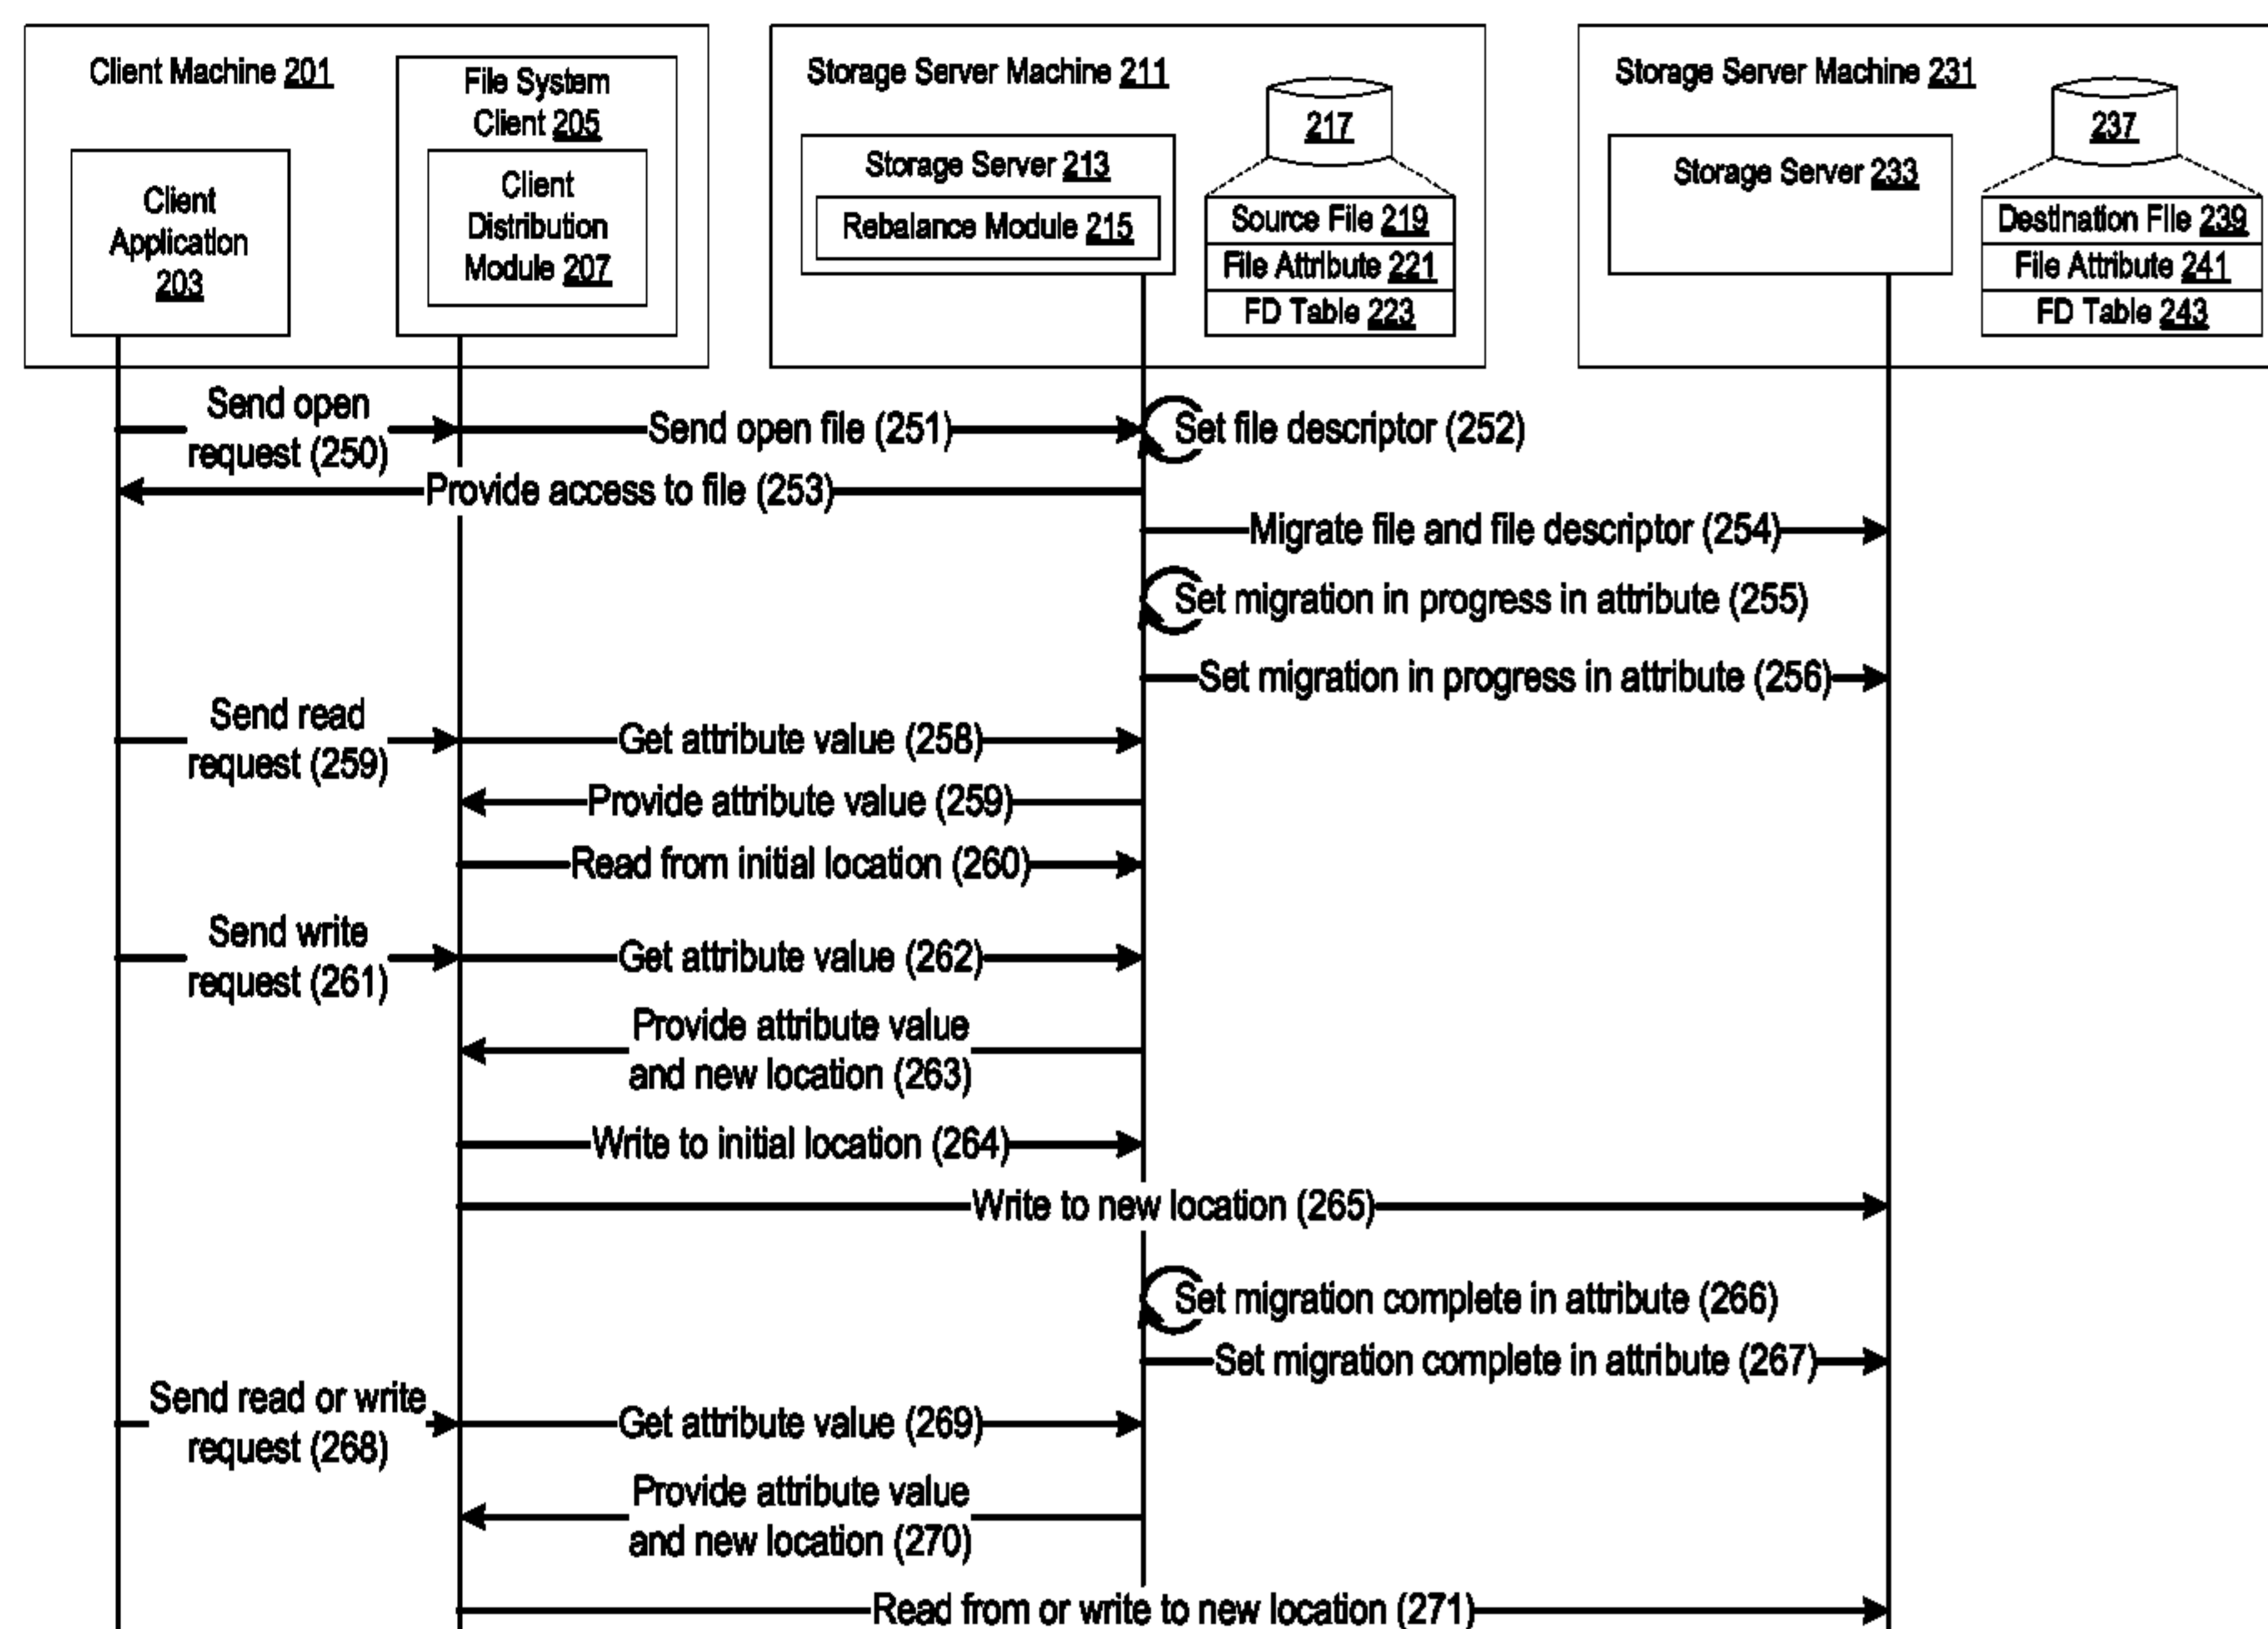 Client Machine 201
File System
Client 205
Client
Application
203
Client
Distribution
Module 207
Storage Server Machine 211
Storage Server 213
Rebalance Module 215
217
Source File 219
File Attribute 221
FD Table 223
Storage Server Machine 231
Storage Server 233
237
Destination File 239
File Attribute 241
FD Table 243
Send open
request (250)
Send open file (251)
Set file descriptor (252)
Provide access to file (253)
Migrate file and file descriptor (254)
Set migration in progress in attribute (255)
Set migration in progress in attribute (256)
Send read
request (259)
Get attribute value (258)
Provide attribute value (259)
Read from initial location (260)
Send write
request (261)
Get attribute value (262)
Provide attribute value
and new location (263)
Write to initial location (264)
Write to new location (265)
Set migration complete in attribute (266)
Set migration complete in attribute (267)
Send read or write
request (268)
Get attribute value (269)
Provide attribute value
and new location (270)
Read from or write to new location (271)